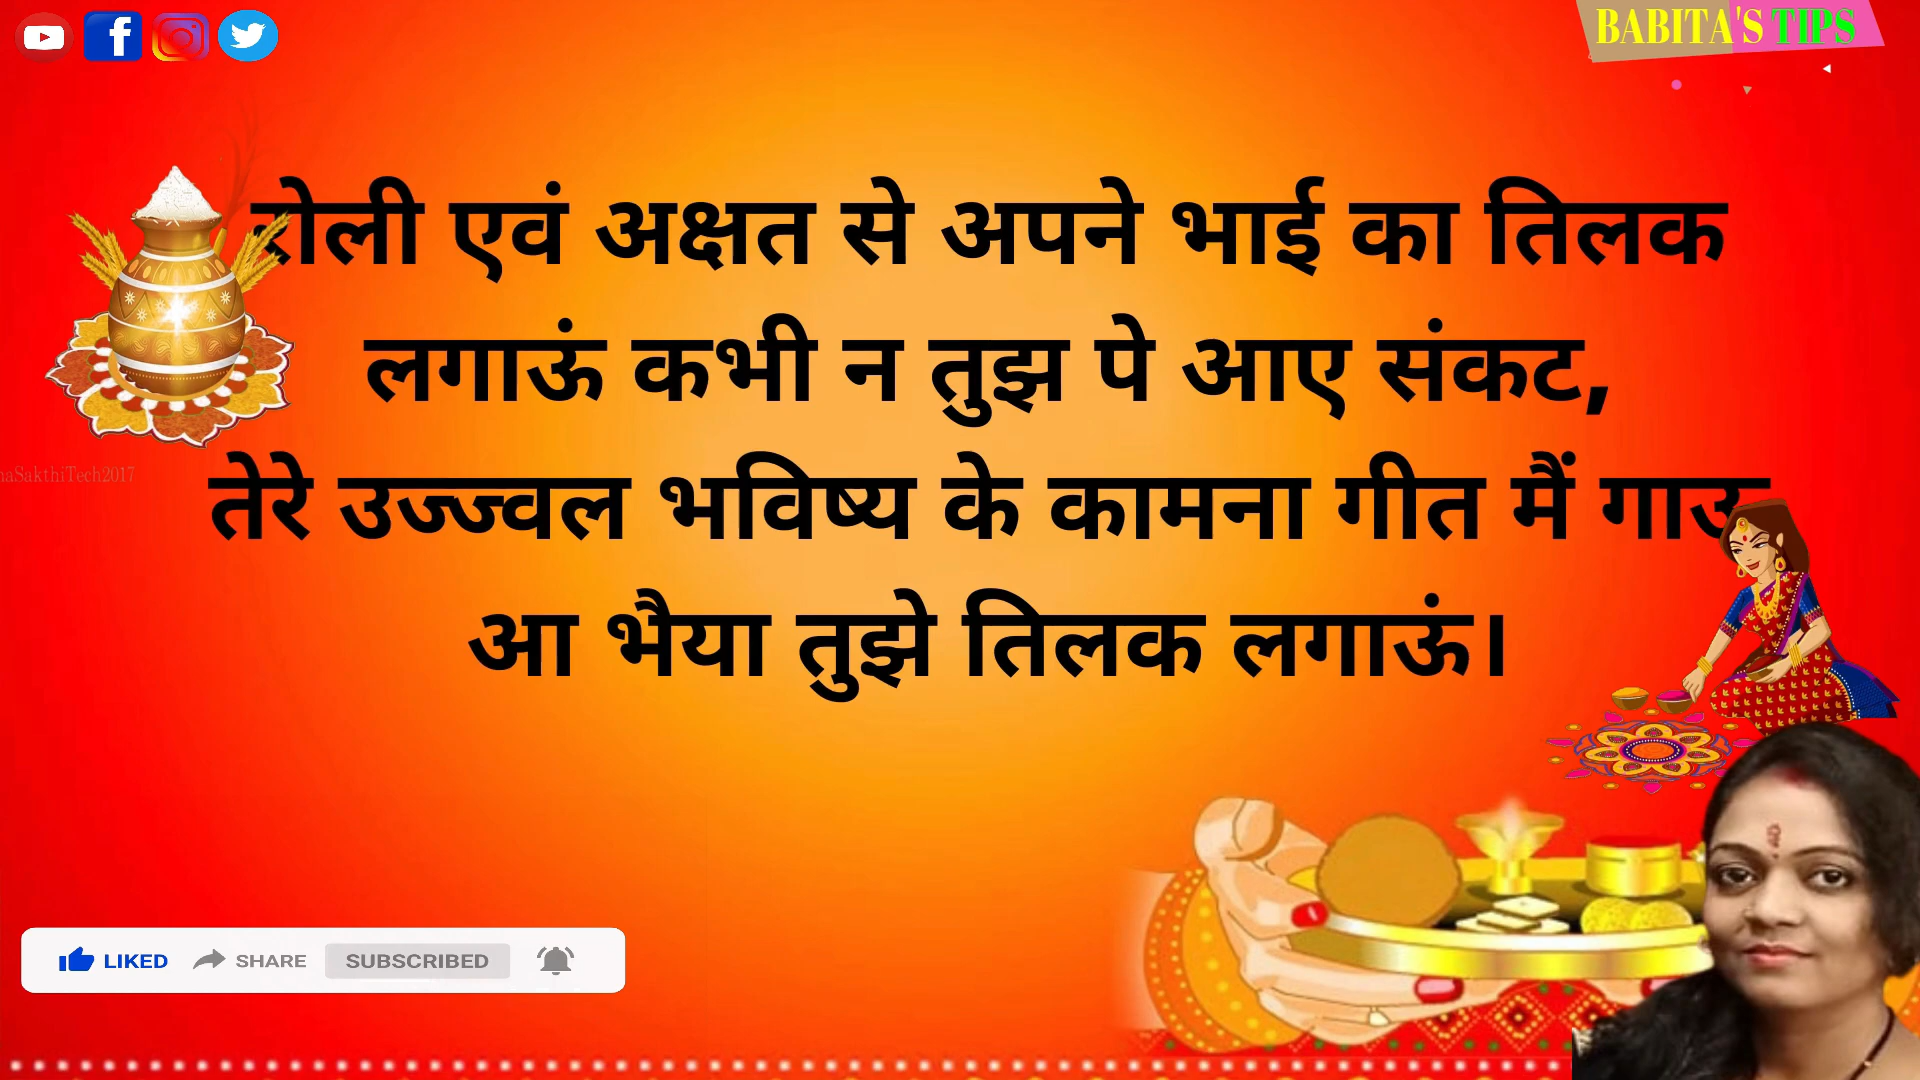 BABITA'S TIPS
रोली एवं अक्षत से अपने भाई का तिलक
लगाऊं कभी न तुझ पे आए संकट,
तेरे उज्ज्वल भविष्य के कामना गीत मैं गाऊ
आ भैया तुझे तिलक लगाऊं।
LIKED SHARE SUBSCRIBED